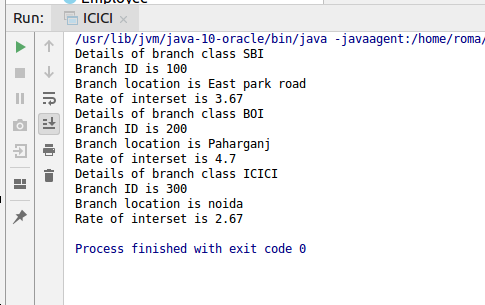 Employee
Run: ICICI
/usr/lib/jvm/java-10-oracle/bin/java -javaagent:/home/roma/
Details of branch class SBI
Branch ID is 100
Branch location is East park road
Rate of interset is 3.67
Details of branch class BOI
Branch ID is 200
Branch location is Paharganj
Rate of interset is 4.7
Details of branch class ICICI
Branch ID is 300
Branch location is noida
Rate of interset is 2.67
Process finished with exit code 0